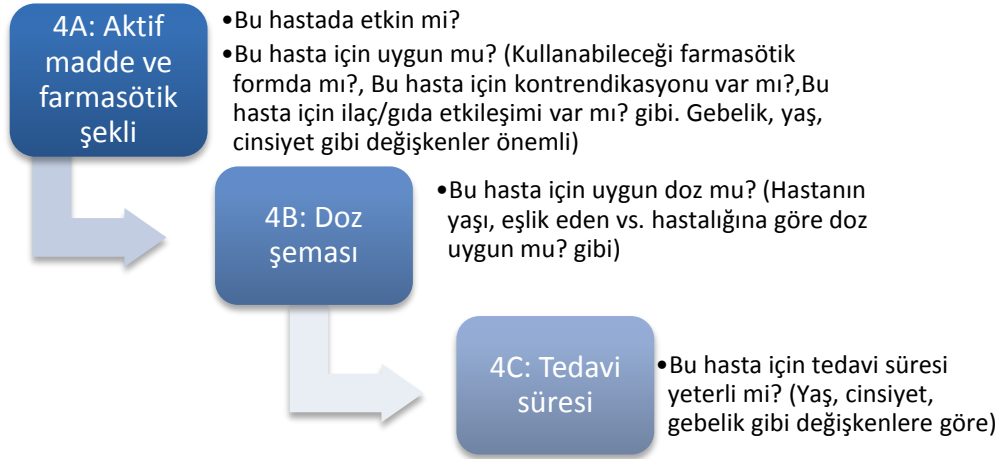 4A: Aktif
madde ve
farmasötik
şekli
•Bu hastada etkin mi?
•Bu hasta için uygun mu? (Kullanabileceği farmasötik
formda mı?, Bu hasta için kontrendikasyonu var mı?,Bu
hasta için ilaç/gıda etkileşimi var mı? gibi. Gebelik, yaş,
cinsiyet gibi değişkenler önemli)
4B: Doz
şeması
•Bu hasta için uygun doz mu? (Hastanın
yaşı, eşlik eden vs. hastalığına göre doz
uygun mu? gibi)
4C: Tedavi
süresi
•Bu hasta için tedavi süresi
yeterli mi? (Yaş, cinsiyet,
gebelik gibi değişkenlere göre)